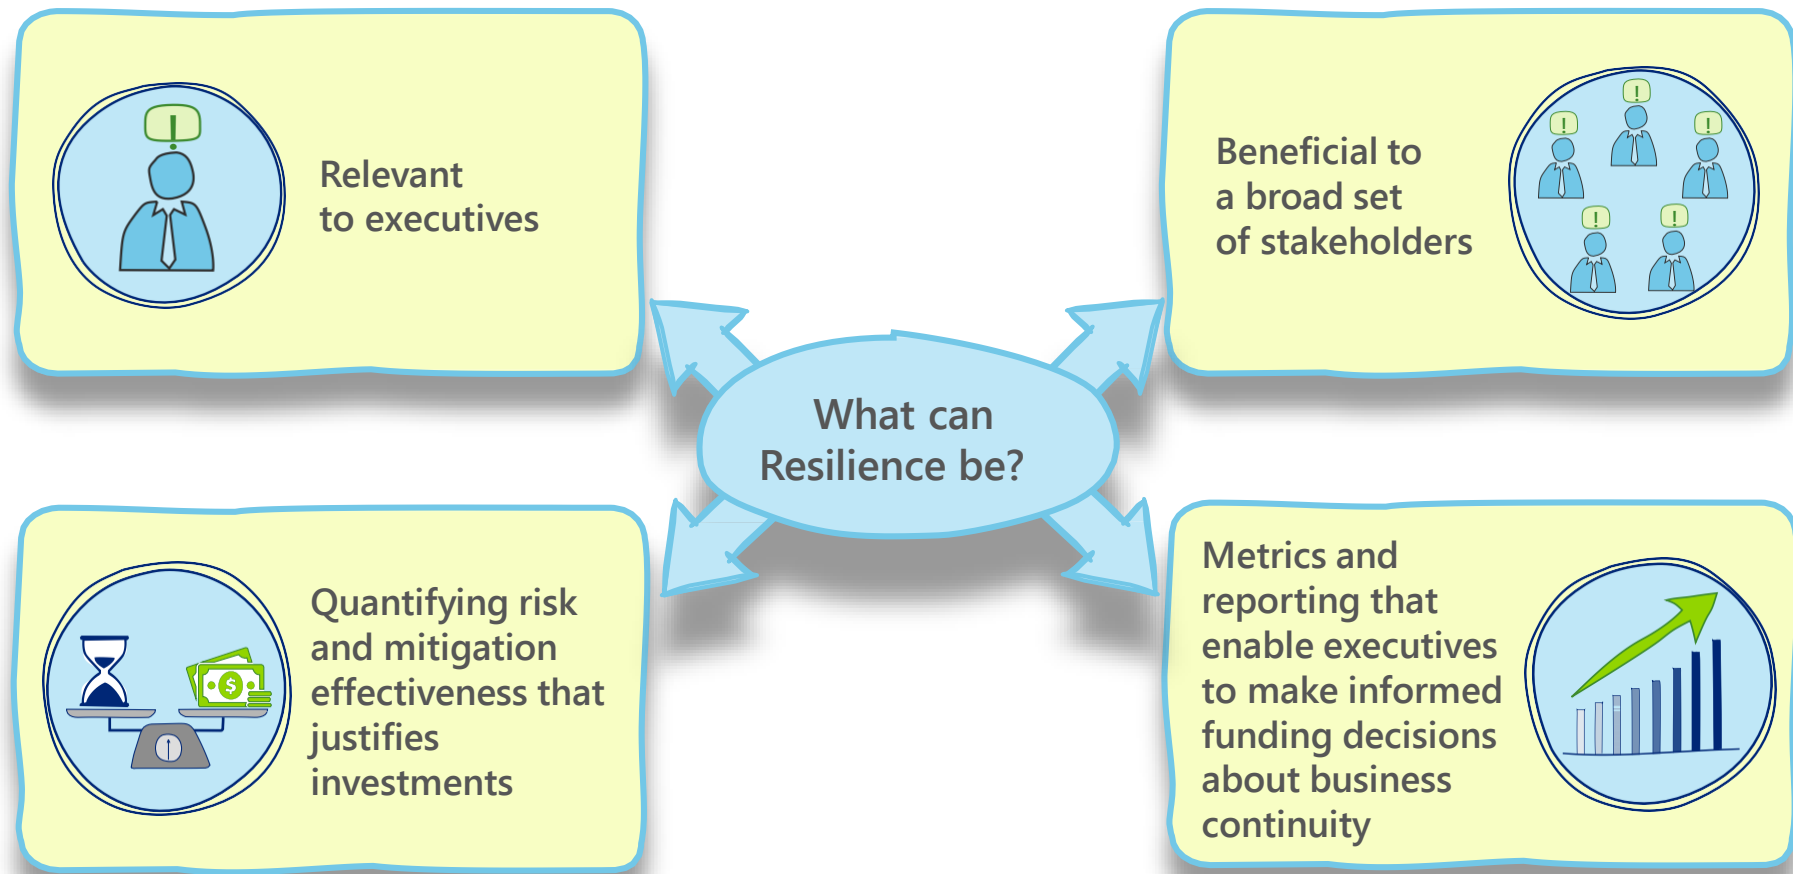 Relevant
to executives
Beneficial to
a broad set
of stakeholders
!
!
!
!
!
!
What can
Resilience be?
Quantifying risk
and mitigation
effectiveness that
justifies
investments
$
Metrics and
reporting that
enable executives
to make informed
funding decisions
about business
continuity